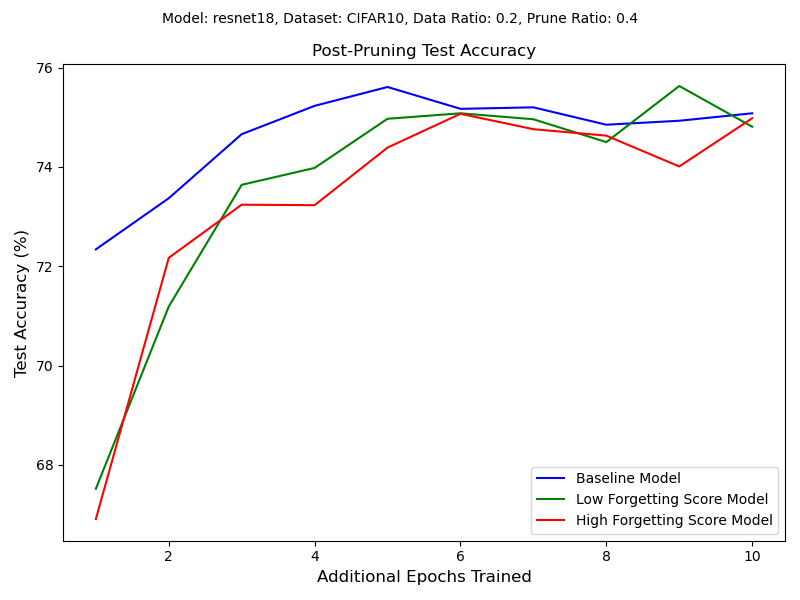 Model: resnet18, Dataset: CIFAR10, Data Ratio: 0.2, Prune Ratio: 0.4
Post-Pruning Test Accuracy
76
74
72
70
68
Test Accuracy (%)
Baseline Model
Low Forgetting Score Model
High Forgetting Score Model
2 4 6 8 10
Additional Epochs Trained